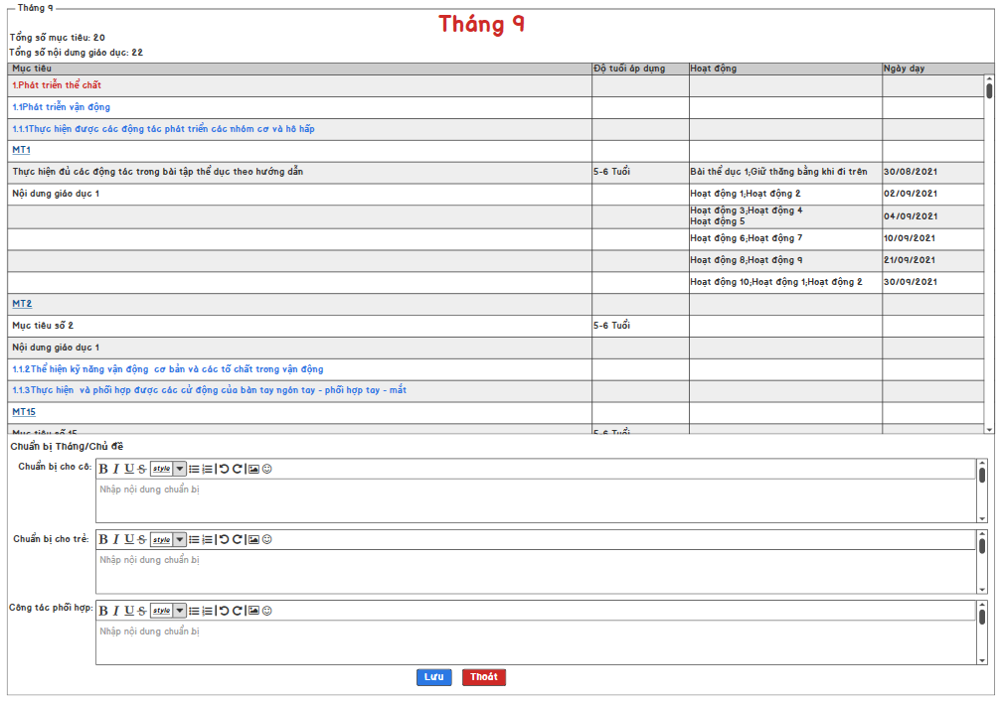 Tháng 9
Tháng 9
Tổng số mục tiêu: 20
Tổng số nội dung giáo dục: 22
Mục tiêu Độ tuổi áp dụng Hoạt động Ngày dạy
1.Phát triển thể chất
1.1Phát triển vận động
1.1.1Thực hiện được các động tác phát triển các nhóm cơ và hô hấp
MT1
Thực hiện đủ các động tác trong bài tập thể dục theo hướng dẫn 5-6 Tuổi Bài thể dục 1;Giữ thăng bằng khi đi trên 30/08/2021
Nội dung giáo dục 1 Hoạt động 1;Hoạt động 2 02/09/2021
Hoạt động 3;Hoạt động 4
Hoạt động 5 04/09/2021
Hoạt động 6;Hoạt động 7 10/09/2021
Hoạt động 8;Hoạt động 9 21/09/2021
Hoạt động 10;Hoạt động 1;Hoạt động 2 30/09/2021
MT2
Mục tiêu số 2 5-6 Tuổi
Nội dung giáo dục 1
1.1.2Thể hiện kỹ năng vận động cơ bản và các tố chất trong vận động
1.1.3Thực hiện và phối hợp được các cử động của bàn tay ngón tay - phối hợp tay - mắt
MT15
Mục tiêu số 15 5-6 Tuổi
Chuẩn bị Tháng/Chủ đề
Chuẩn bị cho cô: B I U S style
Nhập nội dung chuẩn bị
Chuẩn bị cho trẻ: B I U S style
Nhập nội dung chuẩn bị
Công tác phối hợp: B I U S style
Nhập nội dung chuẩn bị
Lưu Thoát